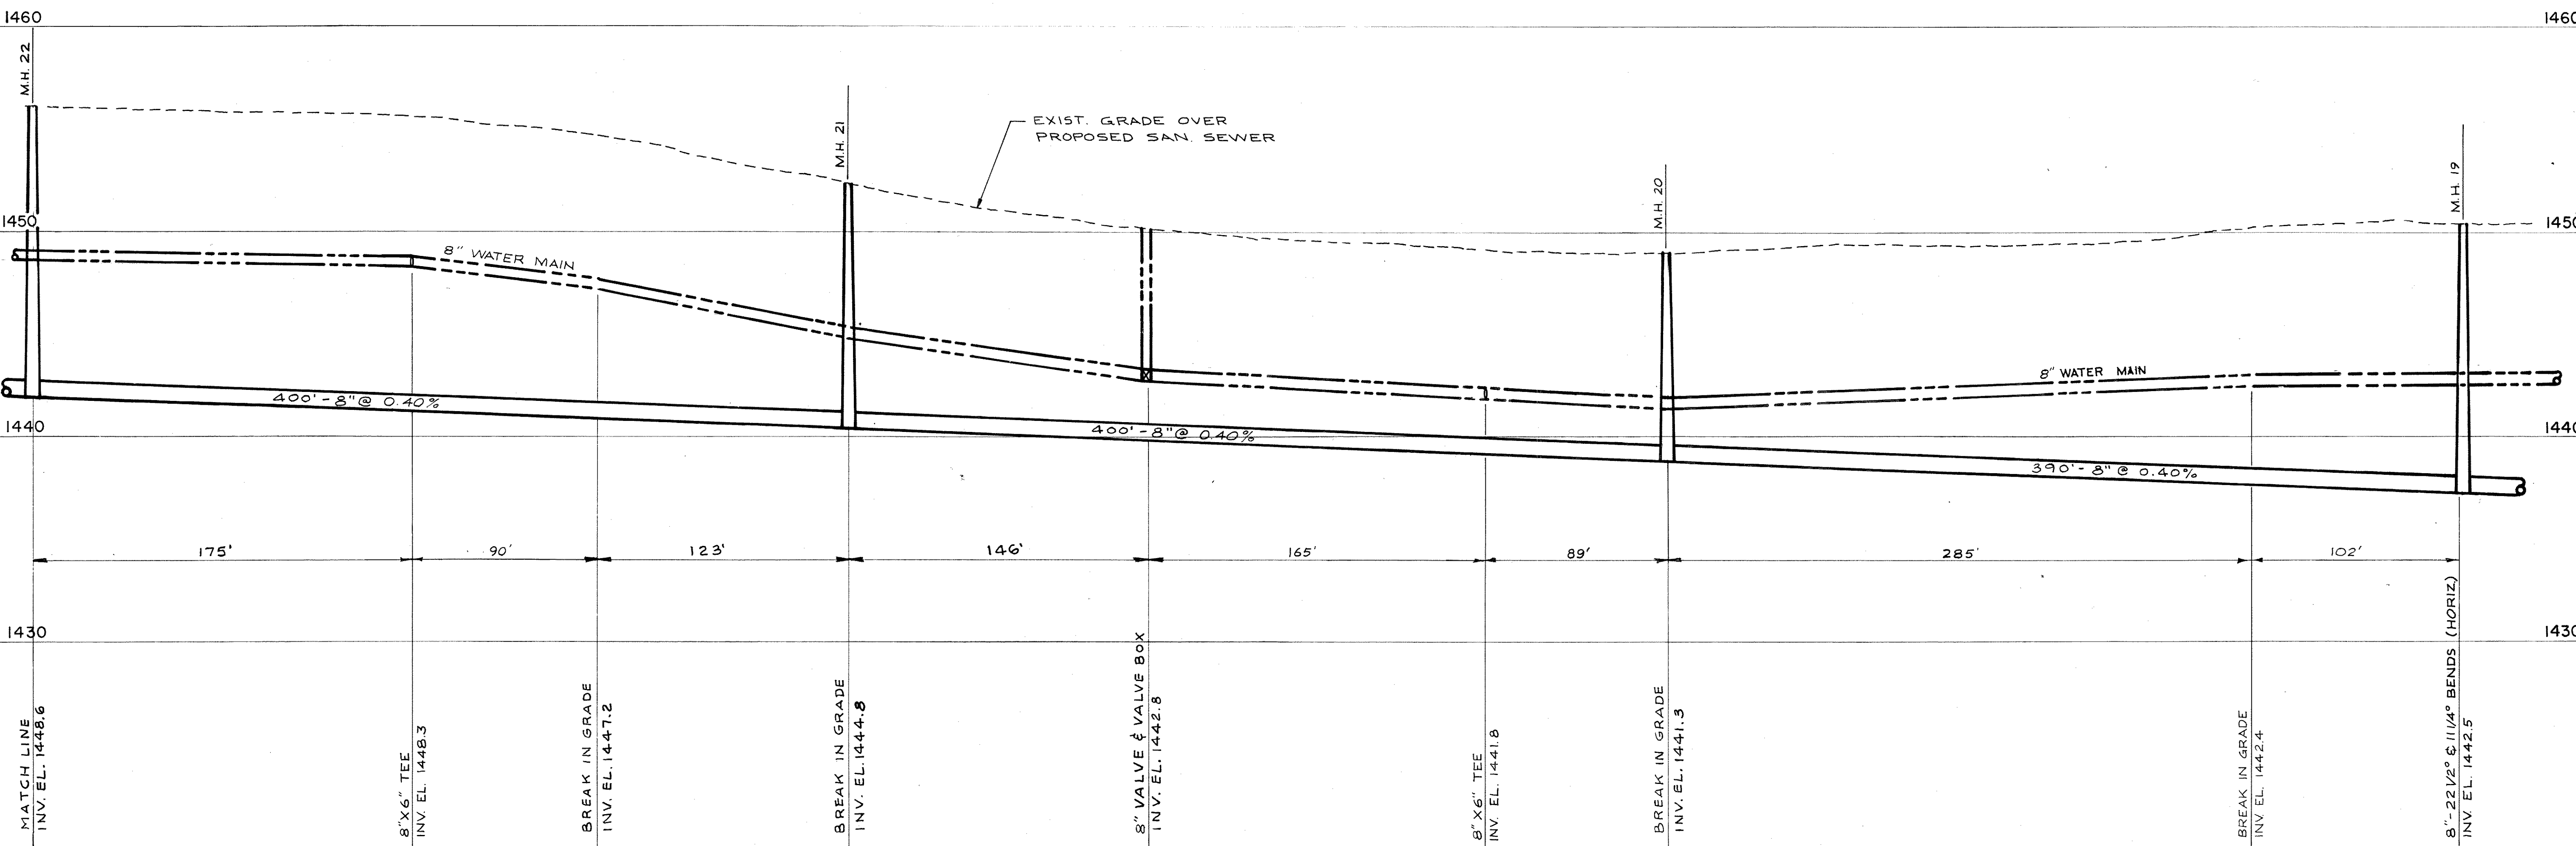 1460
1460
M.H. 22
M.H. 21
EXIST. GRADE OVER
PROPOSED SAN. SEWER
M.H. 20
M.H. 19
1450
1450
8" WATER MAIN
8" WATER MAIN
400'-8" @ 0.40%
1440
400'-8" @ 0.40%
1440
390'-8" @ 0.40%
175'
90'
123'
146'
165'
89'
285'
102'
1430
1430
MATCH LINE
INV. EL. 1448.6
8"X6" TEE
INV. EL. 1448.3
BREAK IN GRADE
INV. EL. 1447.2
BREAK IN GRADE
INV. EL. 1444.8
8" VALVE & VALVE BOX
INV. EL. 1442.8
8"X6" TEE
INV. EL. 1441.8
BREAK IN GRADE
INV. EL. 1441.3
BREAK IN GRADE
INV. EL. 1442.4
8"-22 1/2° & 11 1/4° BENDS (HORIZ.)
INV. EL. 1442.5